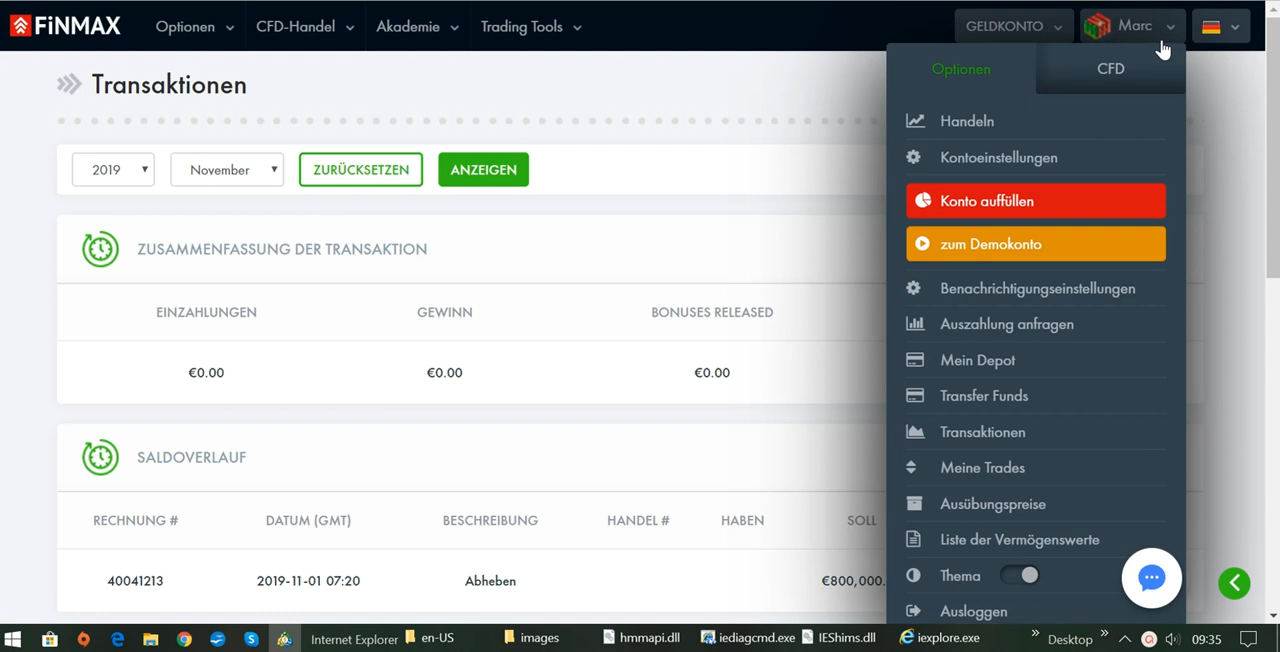 FiNMAX Optionen CFD-Handel Akademie Trading Tools GELDKONTO Marc
Transaktionen
2019 November ZURÜCKSETZEN ANZEIGEN
ZUSAMMENFASSUNG DER TRANSAKTION
EINZAHLUNGEN GEWINN BONUSES RELEASED
€0.00 €0.00 €0.00
SALDOVERLAUF
RECHNUNG # DATUM (GMT) BESCHREIBUNG HANDEL # HABEN SOLL
40041213 2019-11-01 07:20 Abheben €800,000.
Optionen CFD
Handeln
Kontoeinstellungen
Konto auffüllen
zum Demokonto
Benachrichtigungseinstellungen
Auszahlung anfragen
Mein Depot
Transfer Funds
Transaktionen
Meine Trades
Ausübungspreise
Liste der Vermögenswerte
Thema
Ausloggen
Internet Explorer en-US images hmmapi.dll iediagcmd.exe IEShims.dll iexplore.exe » Desktop » 09:35